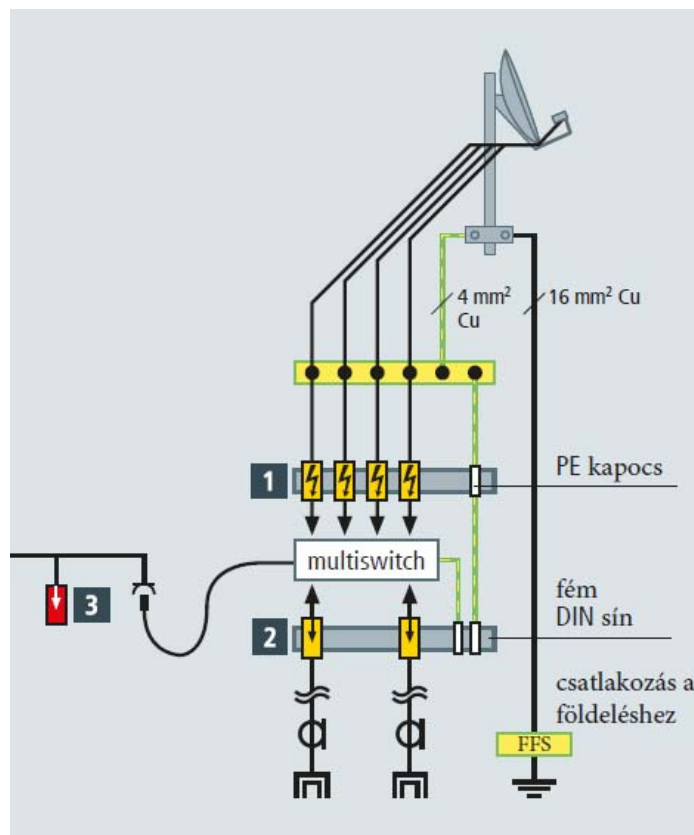 4 mm²
Cu
16 mm² Cu
1
PE kapocs
multiswitch
3
fém
DIN sín
2
csatlakozás a
földeléshez
FFS